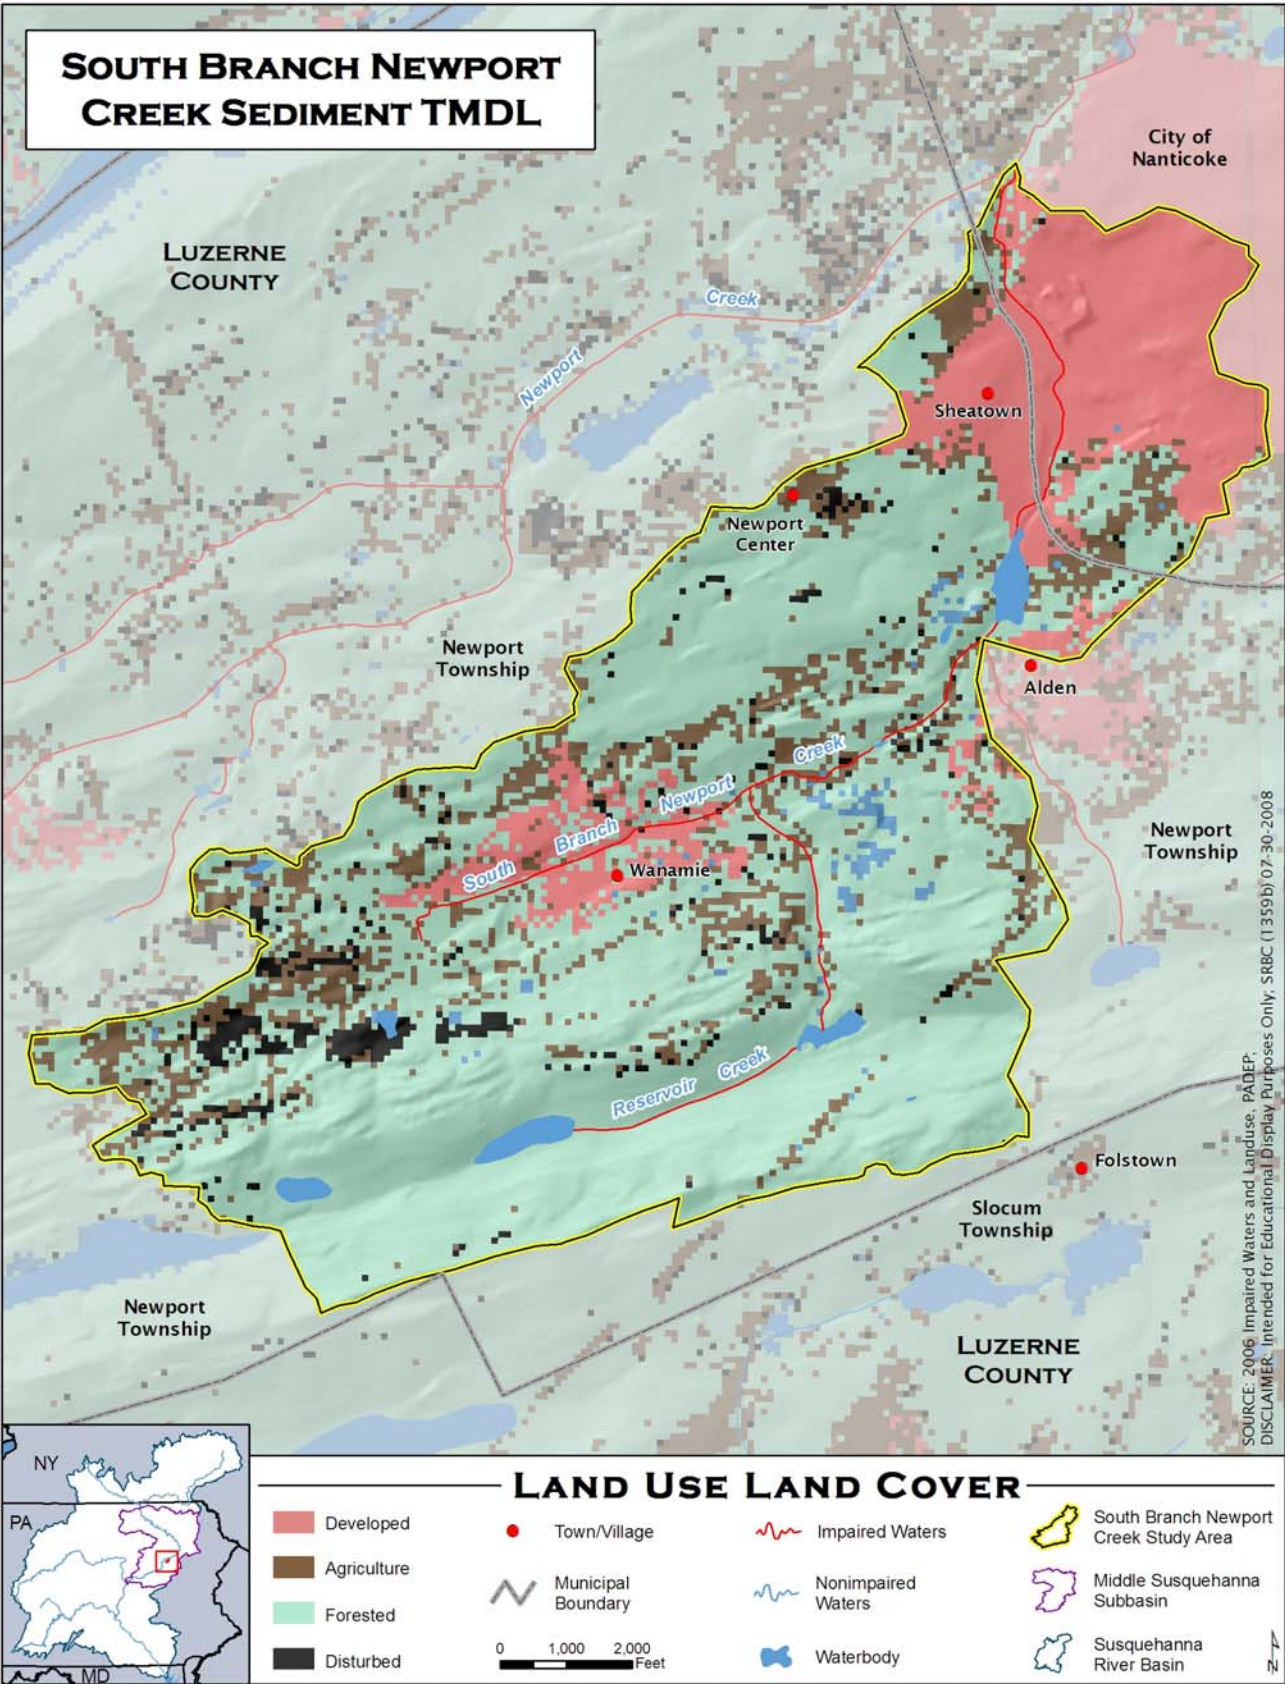 SOUTH BRANCH NEWPORT
CREEK SEDIMENT TMDL
City of
Nanticoke
LUZERNE
COUNTY
Creek
Newport
Sheatown
Newport
Center
Newport
Township
Alden
Creek
Newport
Branch
South
Wanamie
Newport
Township
Reservoir Creek
Folstown
Slocum
Township
Newport
Township
LUZERNE
COUNTY
SOURCE: 2006 Impaired Waters and Landuse, PADEP;
DISCLAIMER: Intended for Educational Display Purposes Only; SRBC (1359b) 07-30-2008
NY
PA
MD
LAND USE LAND COVER
Developed
Agriculture
Forested
Disturbed
Town/Village
Municipal
Boundary
0 1,000 2,000
Feet
Impaired Waters
Nonimpaired
Waters
Waterbody
South Branch Newport
Creek Study Area
Middle Susquehanna
Subbasin
Susquehanna
River Basin
N